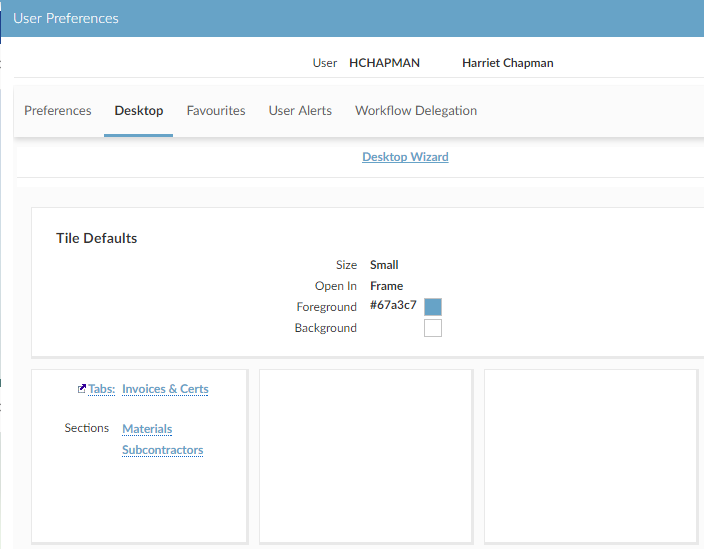 User Preferences
User HCHAPMAN Harriet Chapman
Preferences Desktop Favourites User Alerts Workflow Delegation
Desktop Wizard
Tile Defaults
Size Small
Open In Frame
Foreground #67a3c7
Background
Tabs: Invoices & Certs
Sections Materials
Subcontractors